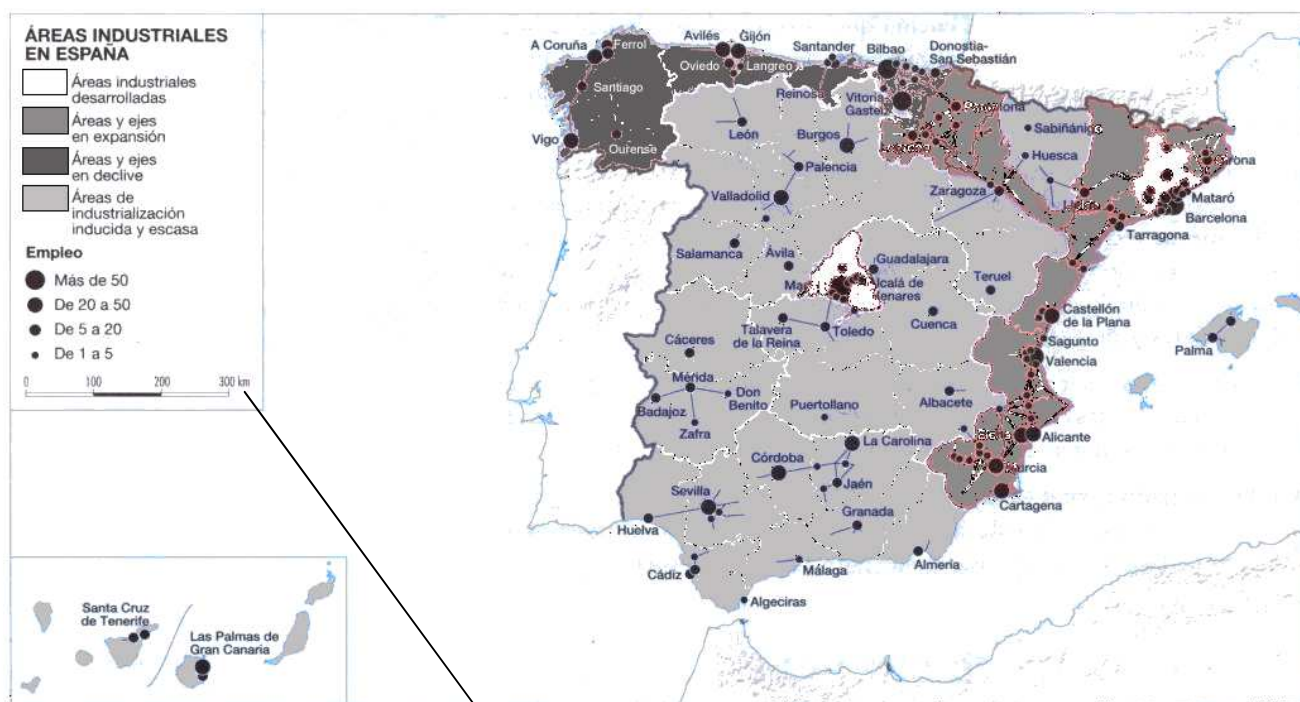 ÁREAS INDUSTRIALES
EN ESPAÑA
Áreas industriales
desarrolladas
Áreas y ejes
en expansión
Áreas y ejes
en declive
Áreas de
industrialización
inducida y escasa
Empleo
Más de 50
De 20 a 50
De 5 a 20
De 1 a 5
0 100 200 300 km
A Coruña
Ferrol
Santiago
Vigo
Ourense
Avilés
Gijón
Oviedo
Langreo
Santander
Reinosa
Bilbao
Donostia-
San Sebastián
Vitoria
León
Burgos
Palencia
Valladolid
Salamanca
Ávila
Sabiñánigo
Huesca
Zaragoza
Mataró
Barcelona
Tarragona
Guadalajara
Teruel
Cuenca
Toledo
Talavera
de la Reina
Castellón
de la Plana
Sagunto
Valencia
Palma
Cáceres
Mérida
Don
Benito
Badajoz
Zafra
Puertollano
Albacete
Alicante
Cartagena
La Carolina
Córdoba
Jaén
Sevilla
Granada
Huelva
Cádiz
Málaga
Almería
Algeciras
Santa Cruz
de Tenerife
Las Palmas de
Gran Canaria